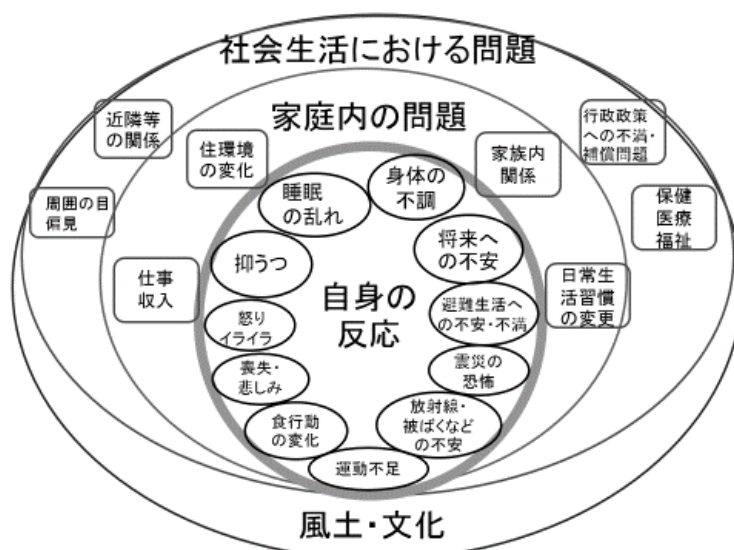 社会生活における問題
近隣等
の関係
行政政策
への不満・
補償問題
家庭内の問題
住環境
の変化
家族内
関係
周囲の目
偏見
保健
医療
福祉
睡眠
の乱れ
身体の
不調
抑うつ
将来へ
の不安
仕事
収入
日常生
活習慣
の変更
自身の
反応
怒り
イライラ
避難生活へ
の不安・不満
喪失・
悲しみ
震災の
恐怖
食行動
の変化
放射線・
被ばくなど
の不安
運動不足
風土・文化